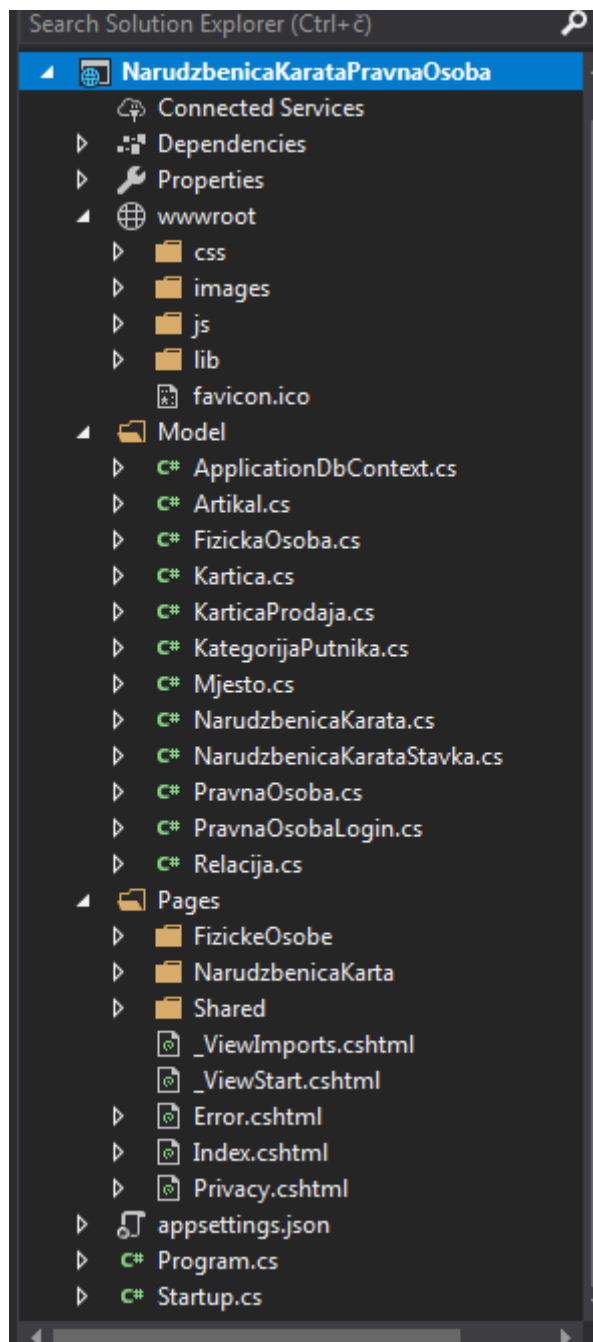 Search Solution Explorer (Ctrl+č)
NarudzbenicaKarataPravnaOsoba
Connected Services
Dependencies
Properties
wwwroot
css
images
js
lib
favicon.ico
Model
C# ApplicationDbContext.cs
C# Artikal.cs
C# FizickaOsoba.cs
C# Kartica.cs
C# KarticaProdaja.cs
C# KategorijaPutnika.cs
C# Mjesto.cs
C# NarudzbenicaKarata.cs
C# NarudzbenicaKarataStavka.cs
C# PravnaOsoba.cs
C# PravnaOsobaLogin.cs
C# Relacija.cs
Pages
FizickeOsobe
NarudzbenicaKarta
Shared
_ViewImports.cshtml
_ViewStart.cshtml
Error.cshtml
Index.cshtml
Privacy.cshtml
appsettings.json
C# Program.cs
C# Startup.cs